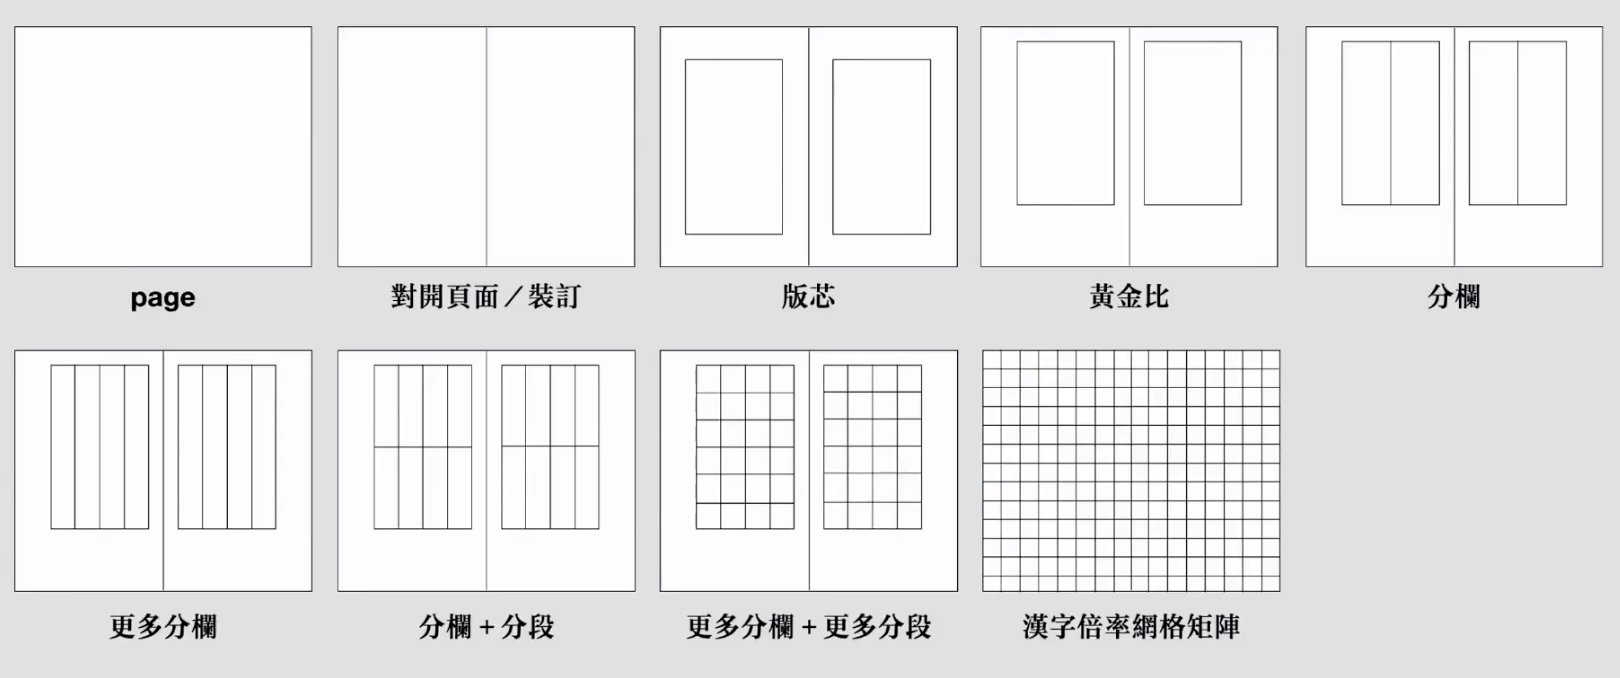 page
對開頁面／裝訂
版芯
黃金比
分欄
更多分欄
分欄+分段
更多分欄+更多分段
漢字倍率網格矩陣